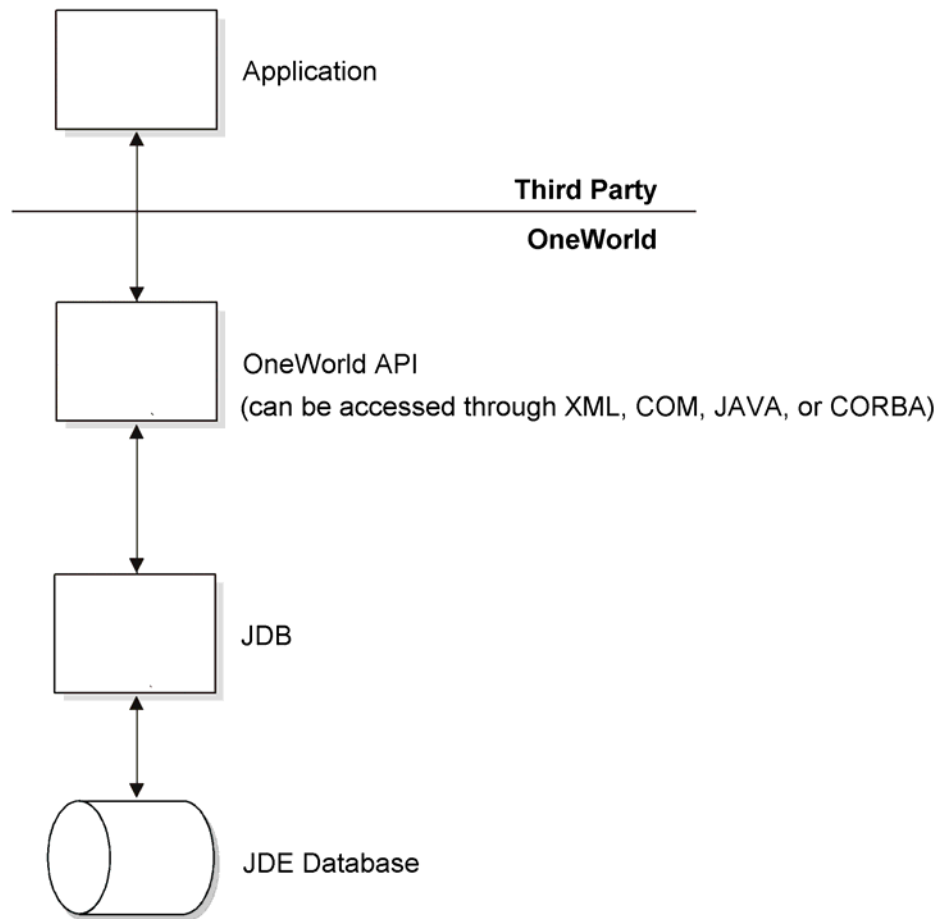 Application
Third Party
OneWorld
OneWorld API
(can be accessed through XML, COM, JAVA, or CORBA)
JDB
JDE Database